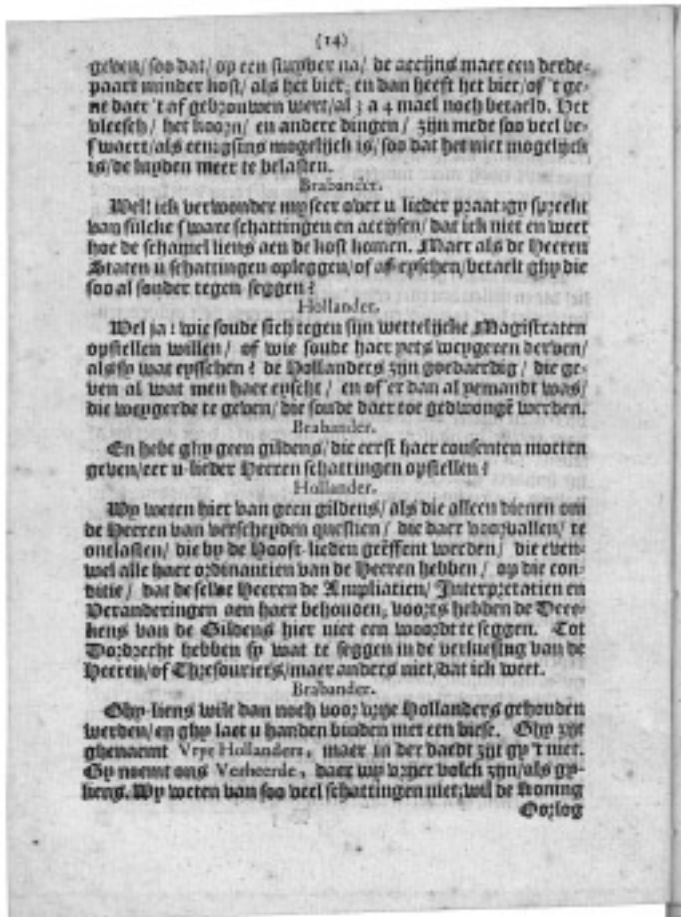 (14)
geven/ soo dat/ op een stuyver na/ de accijns maer een derde-
paart minder kost/ als het bier, en dan heeft het bier/ of 't ge-
ne daer 't af gebrouwen wert/ al 3 a 4 mael noch betaeld. Het
vleesch/ het koorn/ en andere dingen/ zijn mede soo veel be-
swaert/ als eenigsins mogelijck is/ soo dat het niet mogelijck
is/ de luyden meer te belasten.
Brabander.
Wel! ick verwonder my seer over u lieder praat: gy spreekt
van sulcke sware schattingen en accijsen/ dat ick niet en weet
hoe de schamel liens aen de kost komen. Maer als de Heeren
Staten u schattingen opleggen/ of af-eyschen/ betaelt ghy die
soo al sonder tegen seggen?
Hollander.
Wel ja: wie soude sich tegen sijn wettelijcke Magistraten
opstellen willen/ of wie soude haer yets weygeren derven/
als sy wat eysschen? de Hollanders zijn goedaerdig/ die ge-
ven al wat men haer eyscht/ en of'er dan al yemandt was/
die weygerde te geven/ die soude daer toe gedwongē werden.
Brabander.
En hebt ghy geen gildens/ die eerst haer consenten moeten
geven/ eer u-lieder Heeren schattingen opstellen?
Hollander.
Wy weten hier van geen gildens/ als die alleen dienen om
de Heeren van verscheyden questien/ die daer voorvallen/ te
ontlasten/ die by de Hooft-lieden geëffent werden/ die even-
wel alle haer ordinantien van de Heeren hebben/ op die con-
ditie/ dat de selve Heeren de Ampliatien/ Interpretatien en
Veranderingen aen haer behouden, voorts hebben de Deec-
kens van de Gildens hier niet een woordt te seggen. Tot
Dordrecht hebben sy wat te seggen in de verkiesing van de
Heeren/ of Thresouriers/ maer anders niet/ dat ick weet.
Brabander.
Ghy-liens wilt dan noch voor vrye Hollanders gehouden
werden/ en ghy laet u handen binden met een biese. Ghy zijt
ghenaemt Vrye Hollanders, maer in der daedt zijt gy 't niet.
Gy noemt ons Verheerde, daer wy vrijer volck zijn/ als gy-
liens. Wy weten van soo veel schattingen niet; wil de Koning
Oorlog